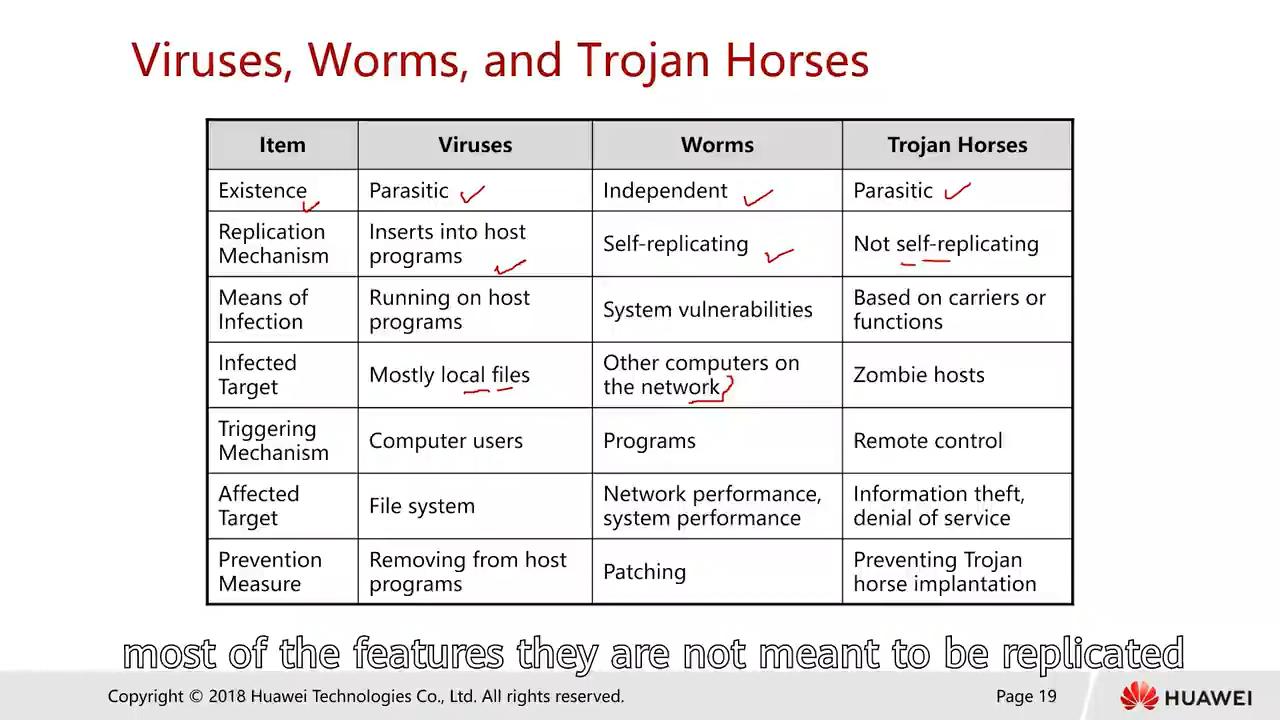 Viruses, Worms, and Trojan Horses
Item Viruses Worms Trojan Horses
Existence Parasitic Independent Parasitic
Replication Mechanism Inserts into host programs Self-replicating Not self-replicating
Means of Infection Running on host programs System vulnerabilities Based on carriers or functions
Infected Target Mostly local files Other computers on the network Zombie hosts
Triggering Mechanism Computer users Programs Remote control
Affected Target File system Network performance, system performance Information theft, denial of service
Prevention Measure Removing from host programs Patching Preventing Trojan horse implantation
most of the features they are not meant to be replicated
Copyright © 2018 Huawei Technologies Co., Ltd. All rights reserved. Page 19 HUAWEI